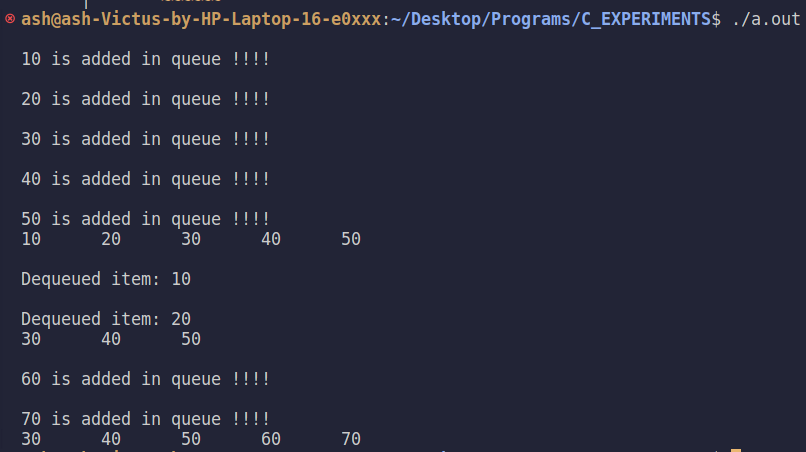 ash@ash-Victus-by-HP-Laptop-16-e0xxx:~/Desktop/Programs/C_EXPERIMENTS$ ./a.out
10 is added in queue !!!!
20 is added in queue !!!!
30 is added in queue !!!!
40 is added in queue !!!!
50 is added in queue !!!!
10 20 30 40 50
Dequeued item: 10
Dequeued item: 20
30 40 50
60 is added in queue !!!!
70 is added in queue !!!!
30 40 50 60 70